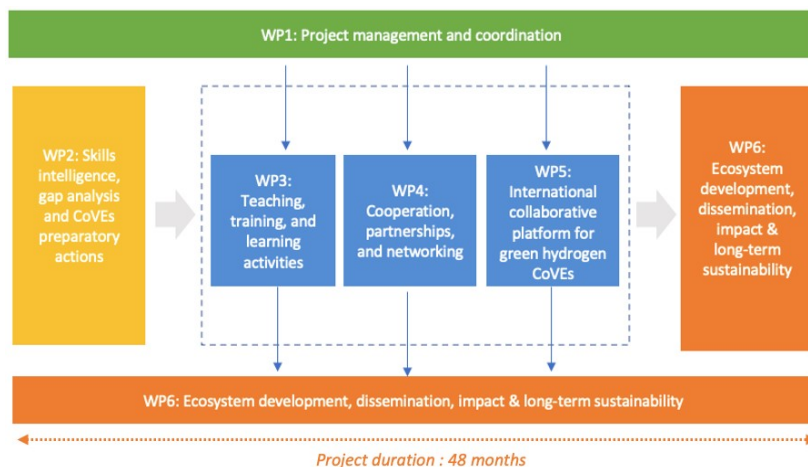 WP1: Project management and coordination
WP2: Skills
intelligence,
gap analysis
and CoVEs
preparatory
actions
WP3:
Teaching,
training, and
learning
activities
WP4:
Cooperation,
partnerships,
and networking
WP5:
International
collaborative
platform for
green hydrogen
CoVEs
WP6:
Ecosystem
development,
dissemination,
impact &
long-term
sustainability
WP6: Ecosystem development, dissemination, impact & long-term sustainability
Project duration : 48 months